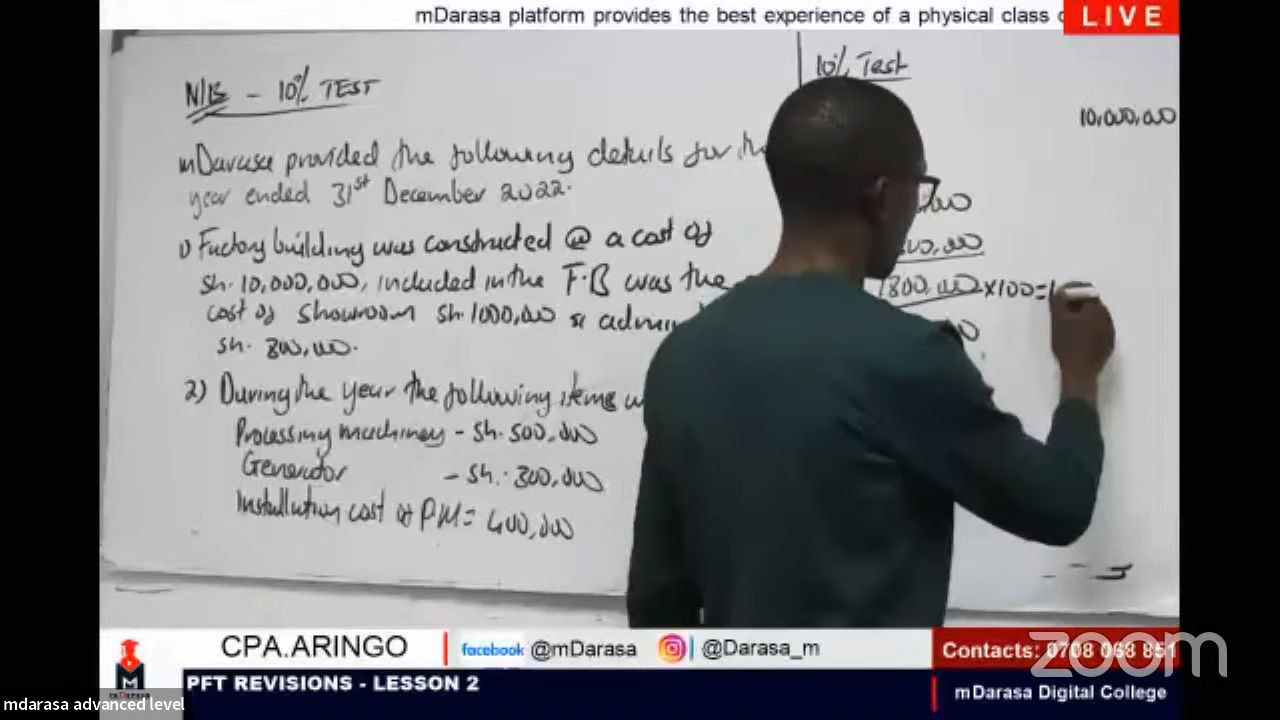 mDarasa platform provides the best experience of a physical class
LIVE
N/B - 10% TEST
mDarasa provided the following details for
year ended 31st December 2022.
1) Factory building was constructed @ a cost of
sh. 10,000,000, included in the F.B was the
cost of showroom sh. 1000,000 &
sh. 800,000.
2) During the year the following items
Processing machinery - sh. 500,000
Generator - sh. 300,000
Installation cost of PM = 400,000
10% Test
10,000,000
1800,000 x100=1
CPA.ARINGO
facebook @mDarasa
@Darasa_m
Contacts: 0708 068 851
zoom
PFT REVISIONS - LESSON 2
mDarasa Digital College
mdarasa advanced level